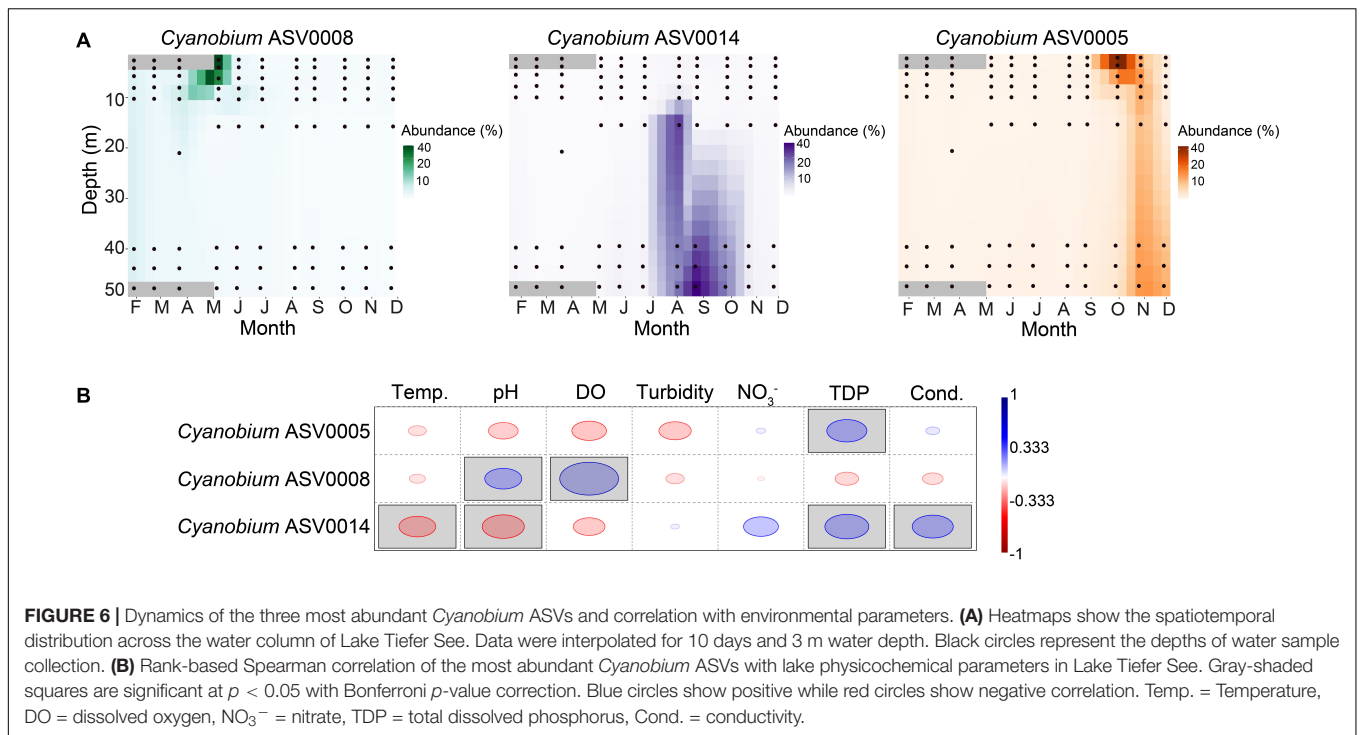 A
Cyanobium ASV0008
Cyanobium ASV0014
Cyanobium ASV0005
Depth (m)
10
20
30
40
50
Abundance (%)
40
20
10
Abundance (%)
40
20
10
Abundance (%)
40
20
10
F M A M J J A S O N D
Month
F M A M J J A S O N D
Month
F M A M J J A S O N D
Month
B
Temp. pH DO Turbidity NO₃⁻ TDP Cond.
Cyanobium ASV0005
Cyanobium ASV0008
Cyanobium ASV0014
1
0.333
-0.333
-1
FIGURE 6 | Dynamics of the three most abundant Cyanobium ASVs and correlation with environmental parameters. (A) Heatmaps show the spatiotemporal
distribution across the water column of Lake Tiefer See. Data were interpolated for 10 days and 3 m water depth. Black circles represent the depths of water sample
collection. (B) Rank-based Spearman correlation of the most abundant Cyanobium ASVs with lake physicochemical parameters in Lake Tiefer See. Gray-shaded
squares are significant at p < 0.05 with Bonferroni p-value correction. Blue circles show positive while red circles show negative correlation. Temp. = Temperature,
DO = dissolved oxygen, NO₃⁻ = nitrate, TDP = total dissolved phosphorus, Cond. = conductivity.